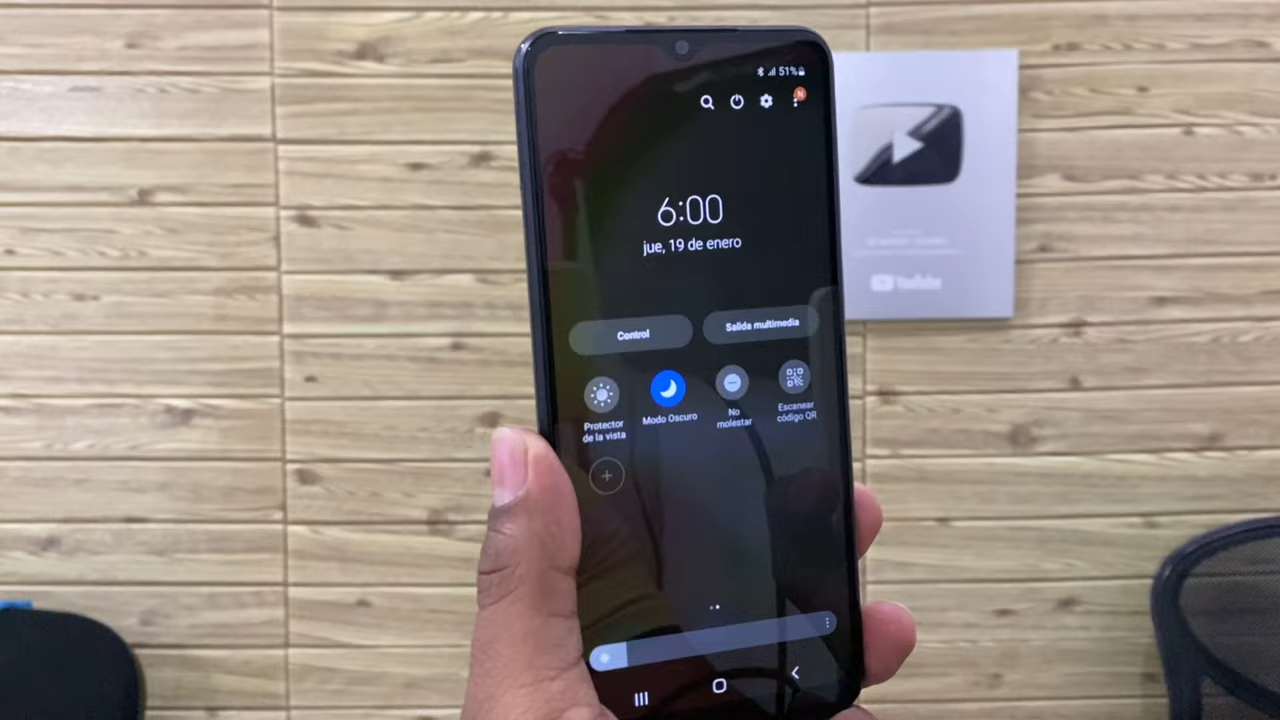 51%
N
6:00
jue, 19 de enero
Control
Salida multimedia
Protector
de la vista
Modo Oscuro
No
molestar
Escanear
código QR
YouTube